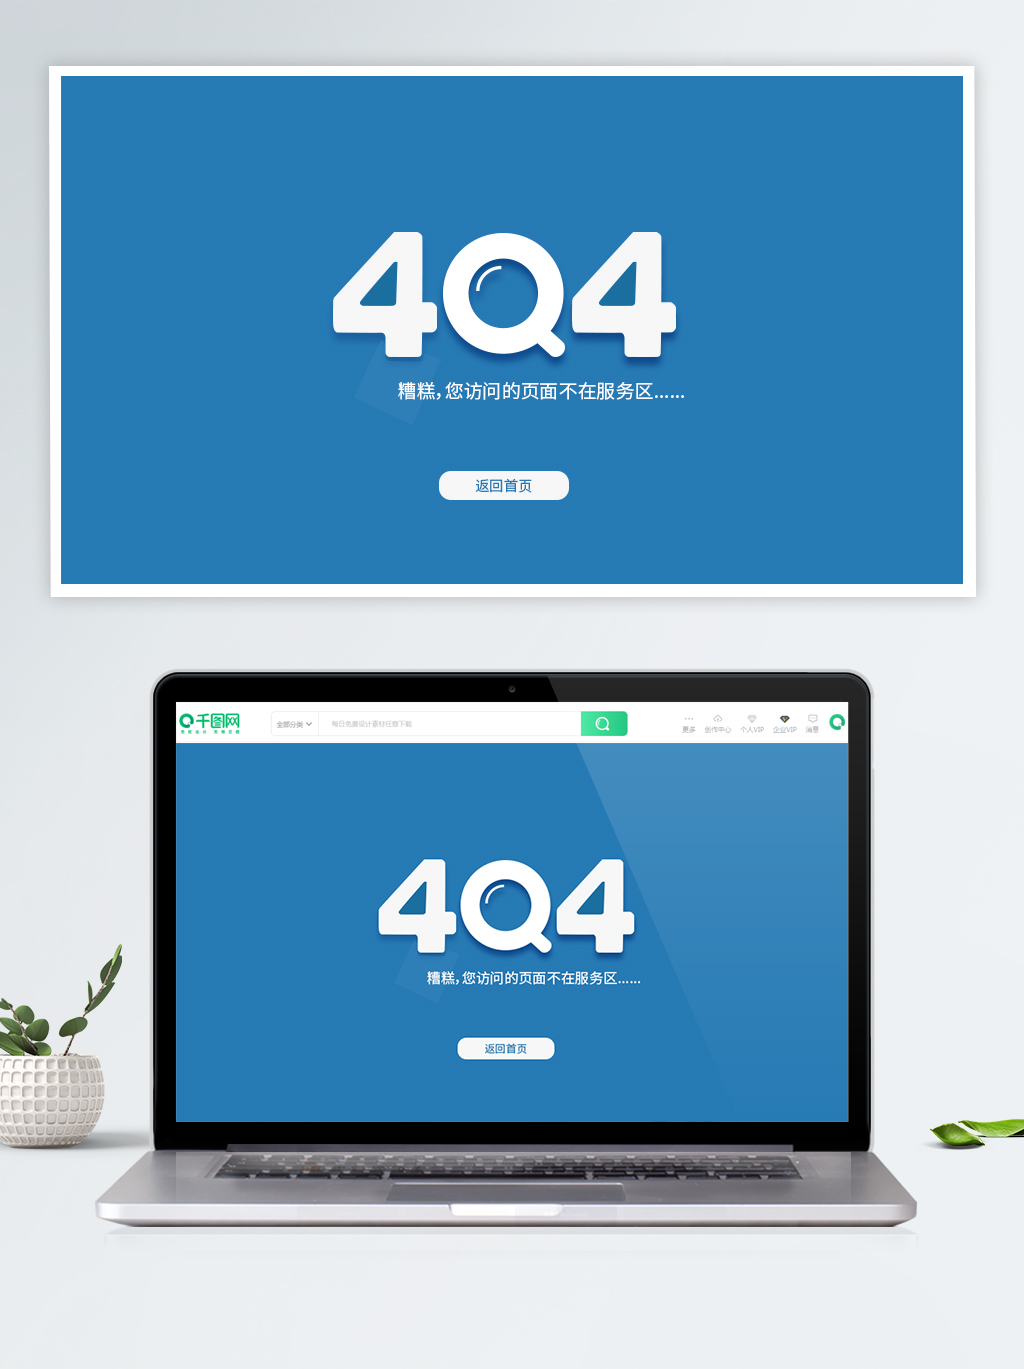 404
糟糕，您访问的页面不在服务区......
返回首页
千图网
全部分类
每日免费设计素材任意下载
更多 创作中心 个人VIP 企业VIP 消息
404
糟糕，您访问的页面不在服务区......
返回首页